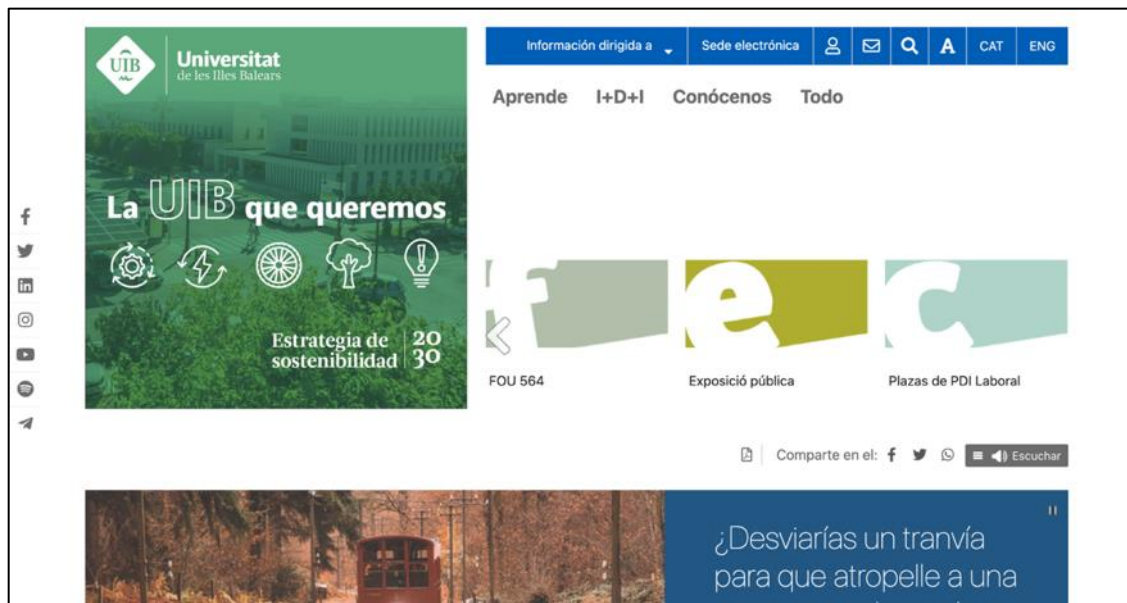 UIB
Universitat
de les Illes Balears
La UIB que queremos
Estrategia de
sostenibilidad
20
30
Información dirigida a
Sede electrónica
A
CAT
ENG
Aprende
I+D+I
Conócenos
Todo
f
e
c
FOU 564
Exposició pública
Plazas de PDI Laboral
Comparte en el:
Escuchar
¿Desviarías un tranvía
para que atropelle a una